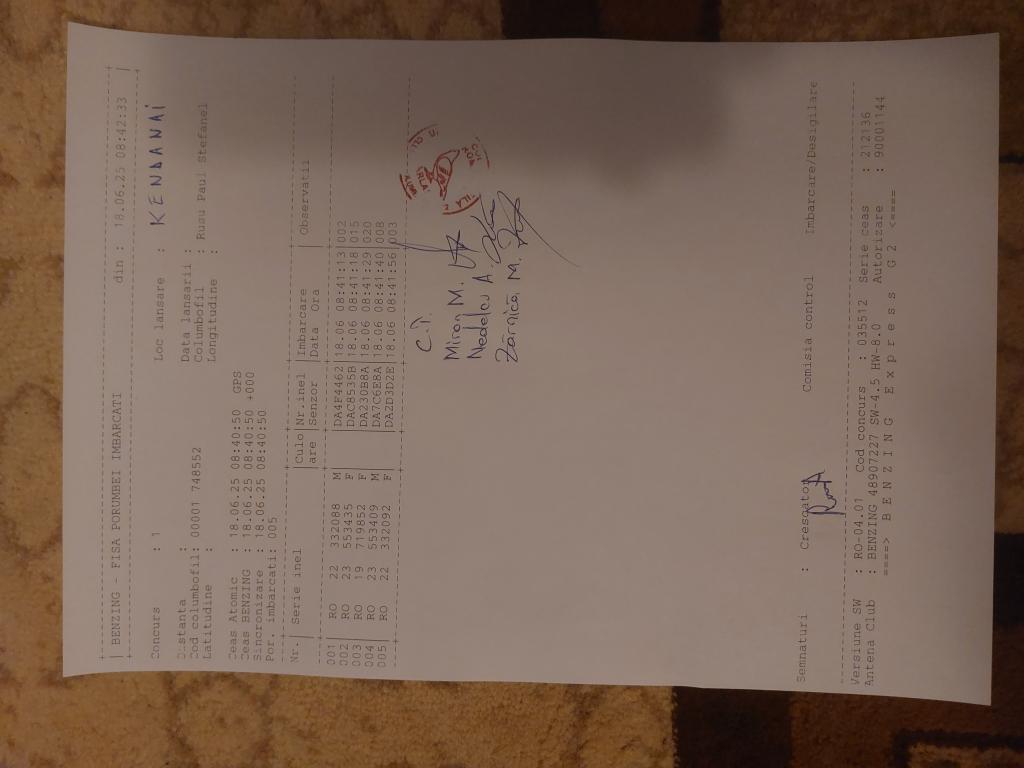 BENZING - FISA PORUMBEI IMBARCATI din : 18.06.25 08:42:33
Concurs : 1 Loc lansare : KENDANAI
Distanta : Data lansarii :
Cod columbofil: 00001 748552 Columbofil : Rusu Paul Stefanel
Latitudine : Longitudine :
Ceas Atomic : 18.06.25 08:40:50 GPS
Ceas BENZING : 18.06.25 08:40:50 +000
Sincronizare : 18.06.25 08:40:50
Por. imbarcati: 005
Nr.| Serie inel |Culo|Nr.inel |Imbarcare | Observatii
|are |Senzor |Data Ora |
001 | RO 22 332088 M |DA4F4462|18.06 08:41:13|002
002 | RO 23 553435 F |DAC8535B|18.06 08:41:18|015
003 | RO 19 719852 F |DA230B8A|18.06 08:41:29|020
004 | RO 23 553409 M |DA7C6EEA|18.06 08:41:40|008
005 | RO 22 332092 F |DA2D3D2E|18.06 08:41:56|003
C.I.
Miron M.
Nedelcu A.
Zarnica M.
Semnaturi : Crescator Comisia control Imbarcare/Desigilare
Versiune SW : RO-04.01 Cod concurs : 035512 Serie ceas : 212136
Antena Club : BENZING 48907227 SW-4.5 HW-8.0 Autorizare : 90001144
====> B E N Z I N G E x p r e s s G 2 <====